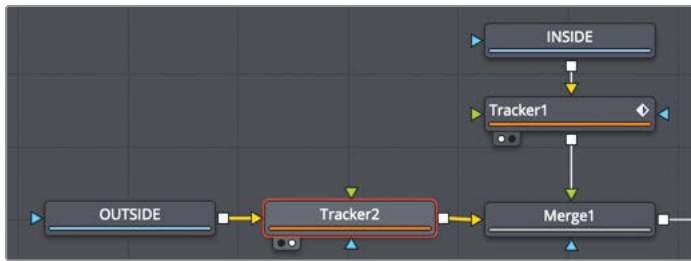 INSIDE
Tracker1
OUTSIDE
Tracker2
Merge1